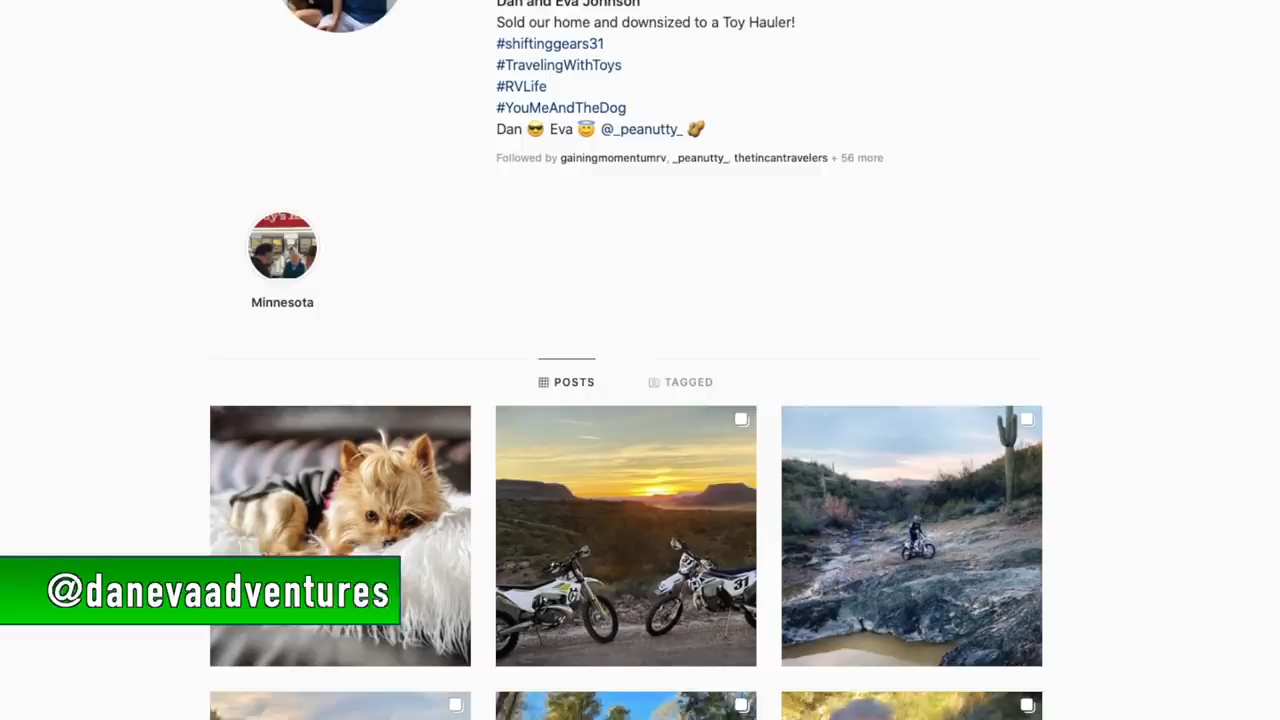 Dan and Eva Johnson
Sold our home and downsized to a Toy Hauler!
#shiftinggears31
#TravelingWithToys
#RVLife
#YouMeAndTheDog
Dan 😎 Eva 😇 @_peanutty_ 🥜
Followed by gainingmomentumrv, _peanutty_, thetincantravelers + 56 more
Minnesota
POSTS TAGGED
@danevaadventures